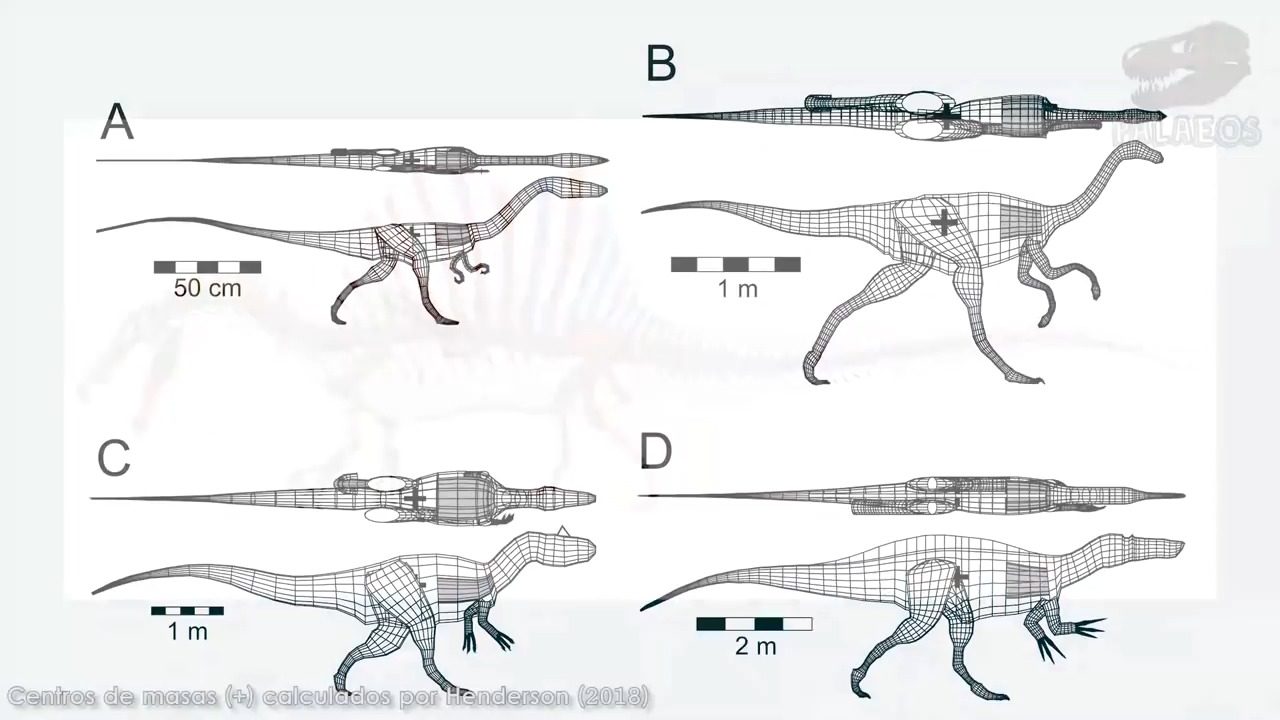 A
B
PALAEOS
50 cm
1 m
C
D
1 m
2 m
Centros de masas (+) calculados por Henderson (2018)